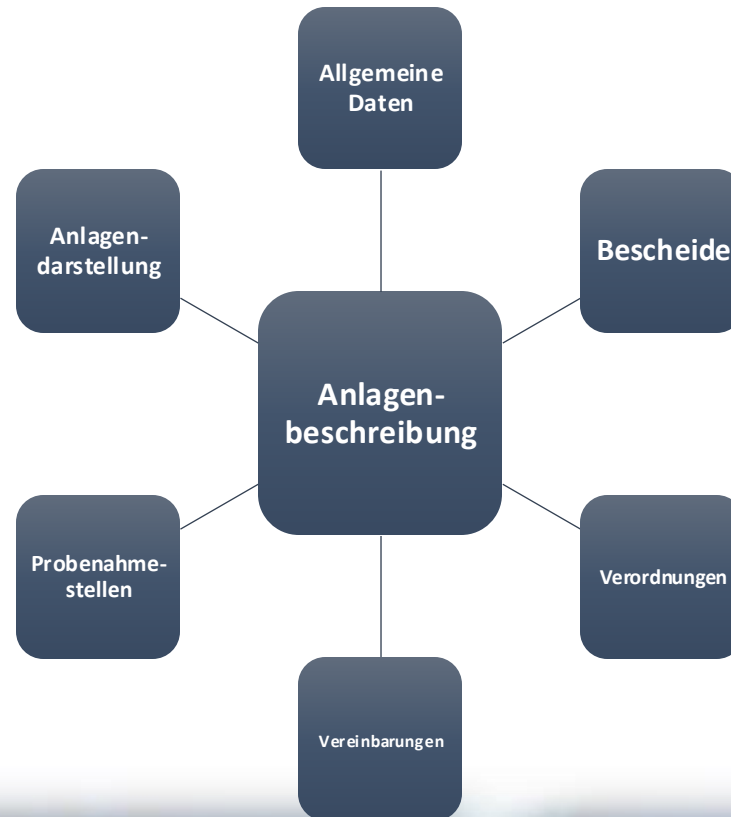 Allgemeine
Daten
Anlagen-
darstellung
Bescheide
Anlagen-
beschreibung
Probenahme-
stellen
Verordnungen
Vereinbarungen